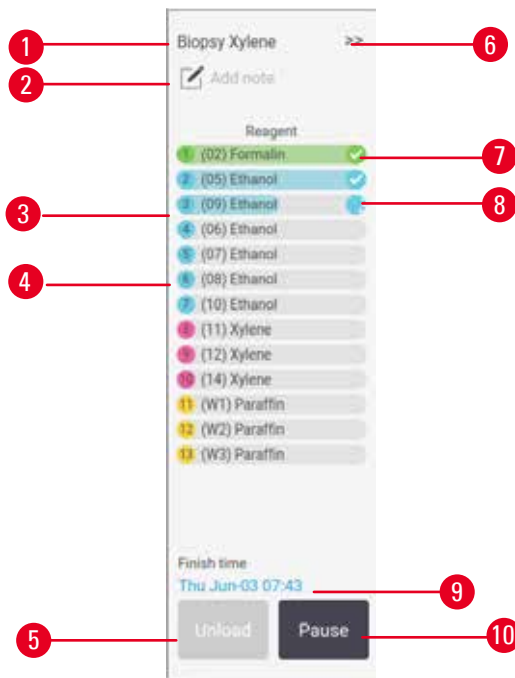 1 Biopsy Xylene >> 6
2 Add note
Reagent
1 (02) Formalin 7
2 (05) Ethanol
3 3 (09) Ethanol 8
4 (06) Ethanol
5 (07) Ethanol
4 6 (08) Ethanol
7 (10) Ethanol
8 (11) Xylene
9 (12) Xylene
10 (14) Xylene
11 (W1) Paraffin
12 (W2) Paraffin
13 (W3) Paraffin
Finish time
Thu Jun-03 07:43 9
5 Unload Pause 10